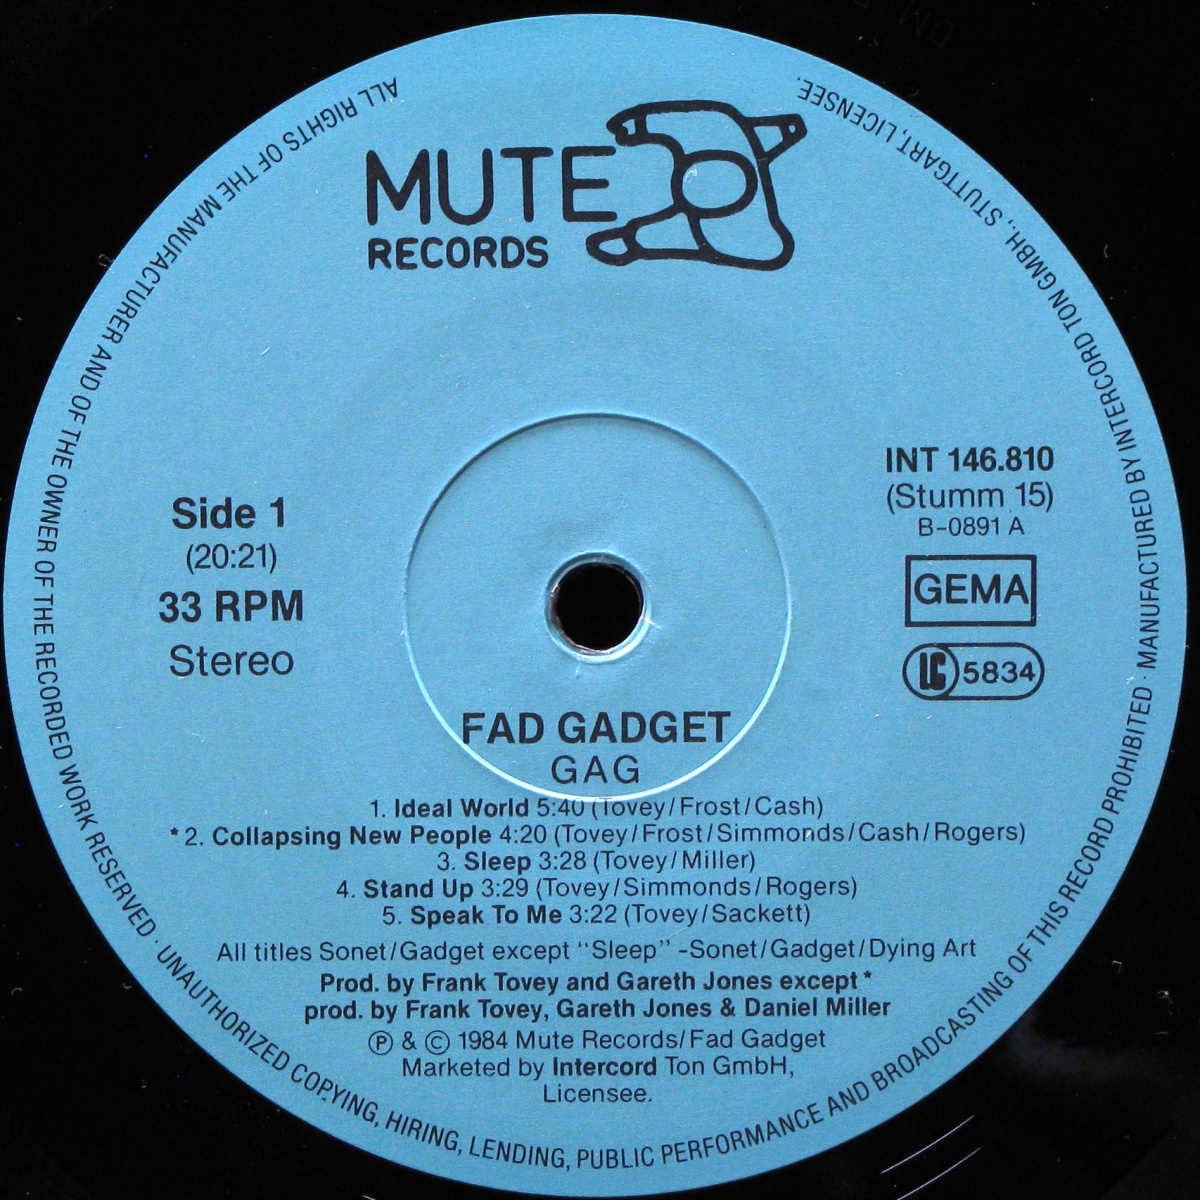 MUTE
RECORDS
Side 1
(20:21)
33 RPM
Stereo
INT 146.810
(Stumm 15)
B-0891 A
GEMA
LC 5834
FAD GADGET
GAG
1. Ideal World 5:40 (Tovey/Frost/Cash)
*2. Collapsing New People 4:20 (Tovey/Frost/Simmonds/Cash/Rogers)
3. Sleep 3:28 (Tovey/Miller)
4. Stand Up 3:29 (Tovey/Simmonds/Rogers)
5. Speak To Me 3:22 (Tovey/Sackett)
All titles Sonet/Gadget except "Sleep" -Sonet/Gadget/Dying Art
Prod. by Frank Tovey and Gareth Jones except*
prod. by Frank Tovey, Gareth Jones & Daniel Miller
Ⓟ & © 1984 Mute Records/Fad Gadget
Marketed by Intercord Ton GmbH,
Licensee.
ALL RIGHTS OF THE MANUFACTURER AND OF THE OWNER OF THE RECORDED WORK RESERVED · UNAUTHORIZED COPYING, HIRING, LENDING, PUBLIC PERFORMANCE AND BROADCASTING OF THIS RECORD PROHIBITED · MANUFACTURED BY INTERCORD TON GMBH., STUTTGART, LICENSEE.